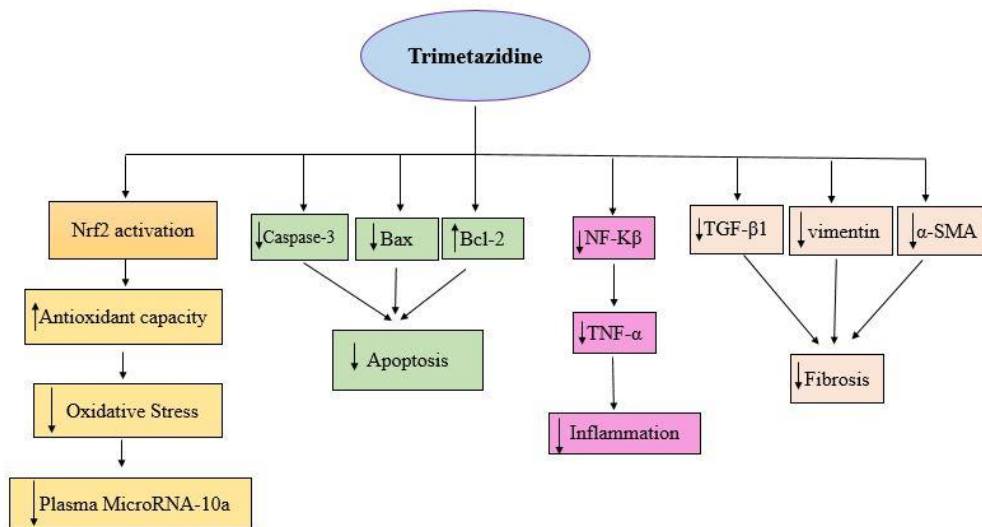 Trimetazidine
Nrf2 activation
↓Caspase-3
↓Bax
↑Bcl-2
↓NF-Kβ
↓TGF-β1
↓vimentin
↓α-SMA
↑Antioxidant capacity
↓Apoptosis
↓TNF-α
↓Fibrosis
↓Oxidative Stress
↓Inflammation
↓Plasma MicroRNA-10a